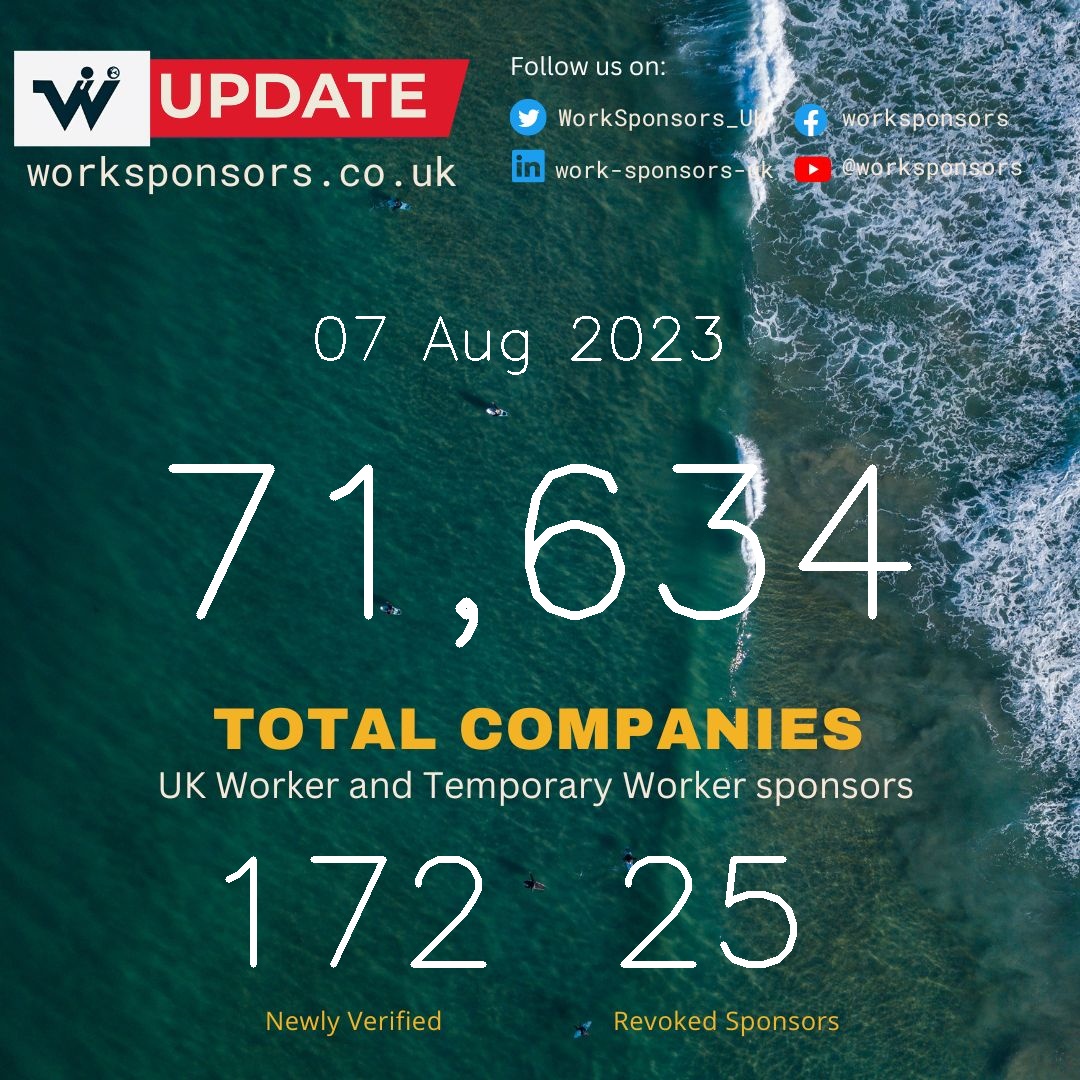 UPDATE
worksponsors.co.uk
Follow us on:
WorkSponsors_UK
worksponsors
work-sponsors-uk
@worksponsors
07 Aug 2023
71,634
TOTAL COMPANIES
UK Worker and Temporary Worker sponsors
172 25
Newly Verified Revoked Sponsors